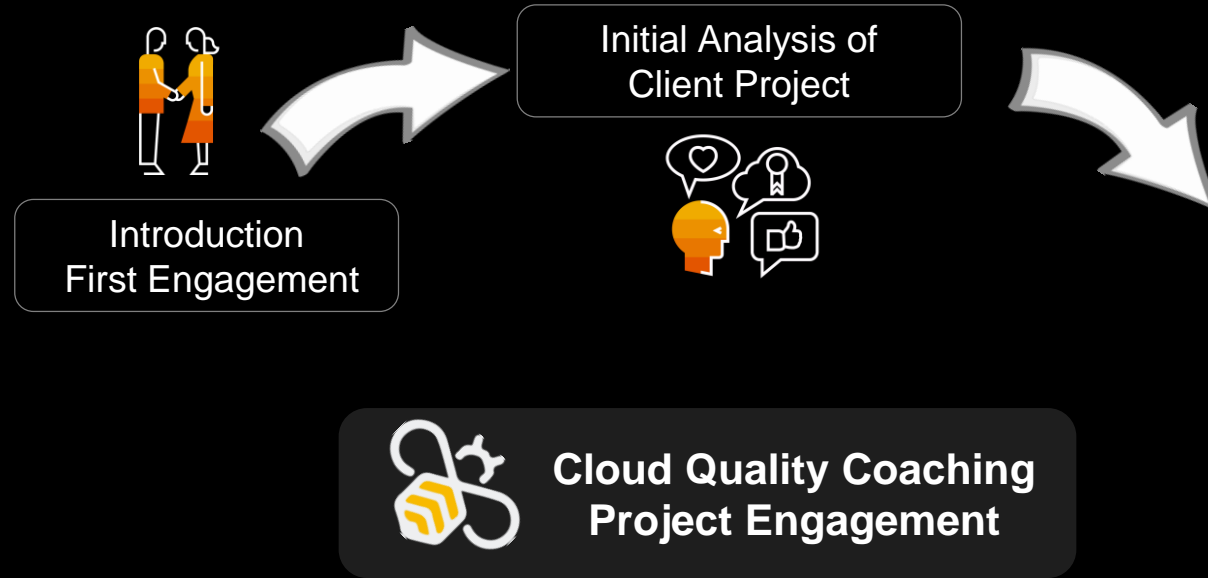 Initial Analysis of
Client Project
Introduction
First Engagement
Cloud Quality Coaching
Project Engagement